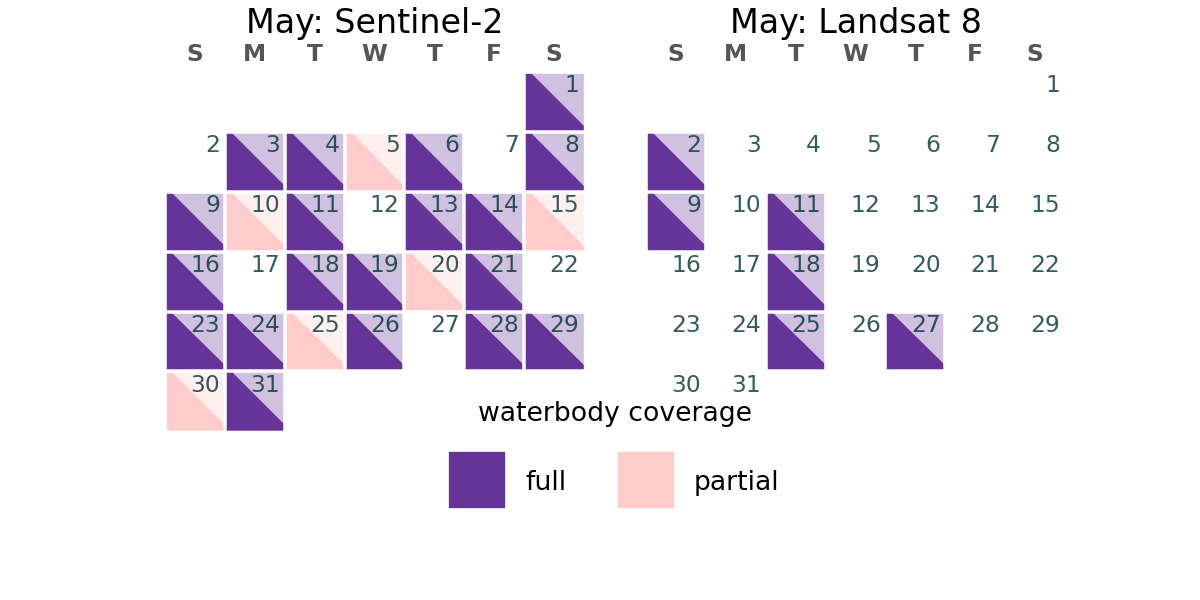 May: Sentinel-2
S M T W T F S
1
2 3 4 5 6 7 8
9 10 11 12 13 14 15
16 17 18 19 20 21 22
23 24 25 26 27 28 29
30 31
May: Landsat 8
S M T W T F S
1
2 3 4 5 6 7 8
9 10 11 12 13 14 15
16 17 18 19 20 21 22
23 24 25 26 27 28 29
30 31
waterbody coverage
full partial